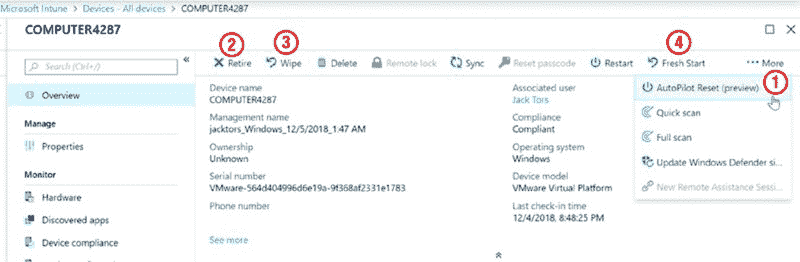 Microsoft Intune > Devices - All devices > COMPUTER4287
COMPUTER4287
2
3
4
Search (Ctrl+/)
«
Retire
Wipe
Delete
Remote lock
Sync
Reset passcode
Restart
Fresh Start
··· More
1
Overview
Manage
Properties
Monitor
Hardware
Discovered apps
Device compliance
Device name
COMPUTER4287
Management name
jacktors_Windows_12/5/2018_1:47 AM
Ownership
Unknown
Serial number
VMware-564d404996d6e19a-9f368af2331e1783
Phone number
See more
Associated user
Jack Tors
Compliance
Compliant
Operating system
Windows
Device model
VMware Virtual Platform
Last check-in time
12/4/2018, 8:48:25 PM
AutoPilot Reset (preview)
Quick scan
Full scan
Update Windows Defender si...
New Remote Assistance Sessi...